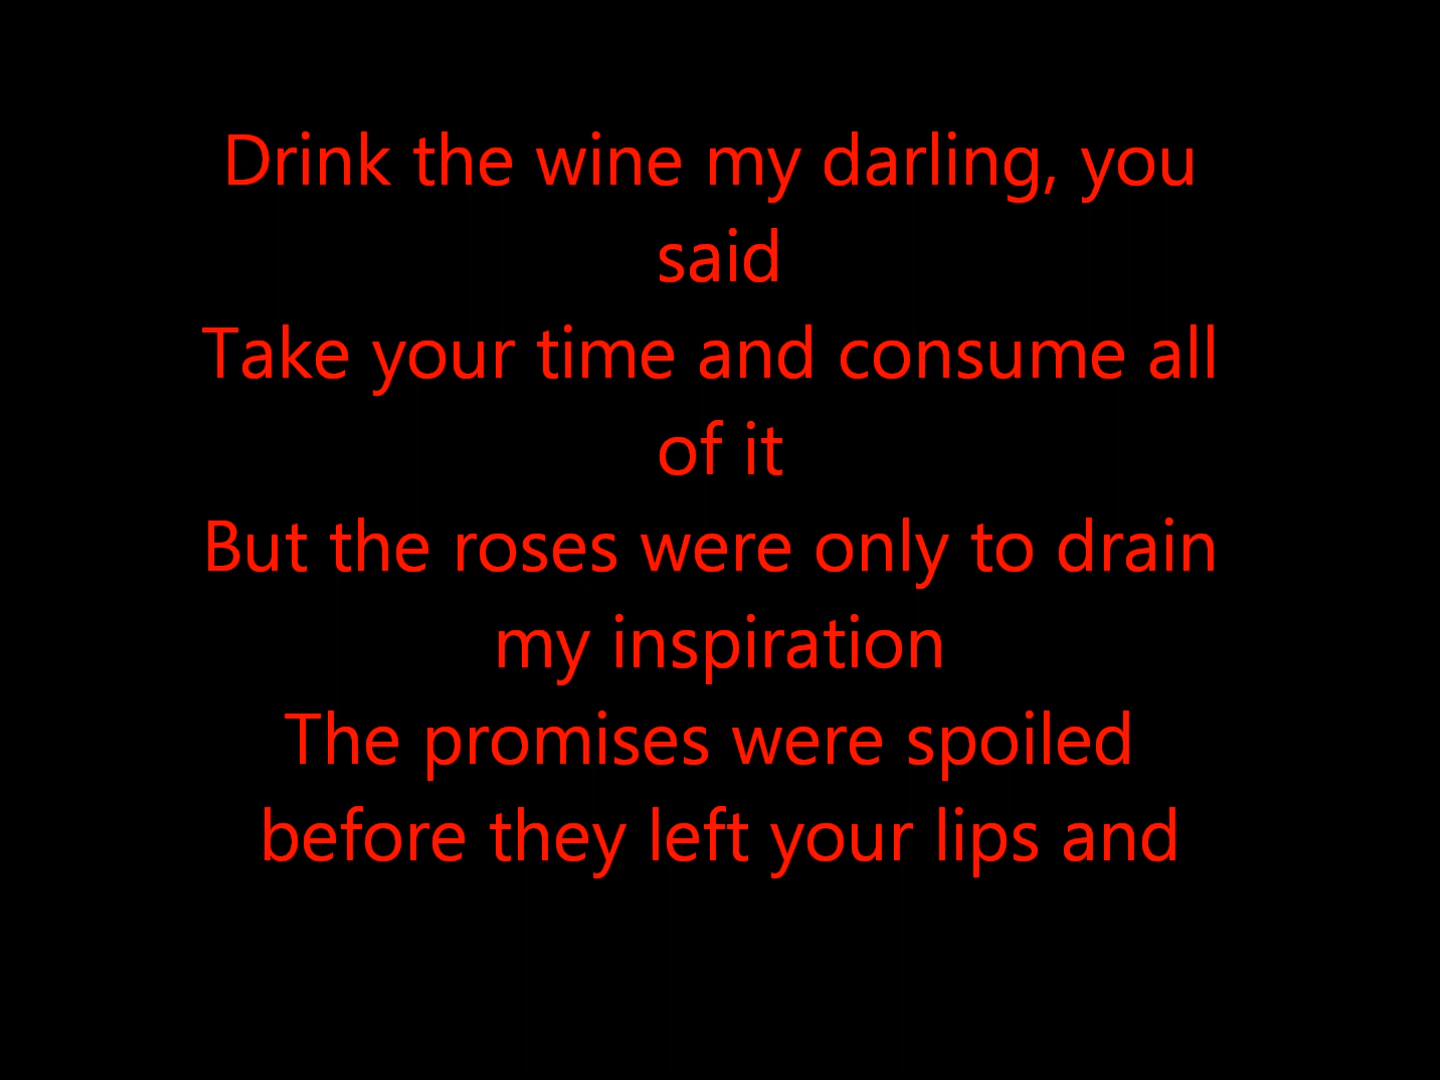 Drink the wine my darling, you
said
Take your time and consume all
of it
But the roses were only to drain
my inspiration
The promises were spoiled
before they left your lips and